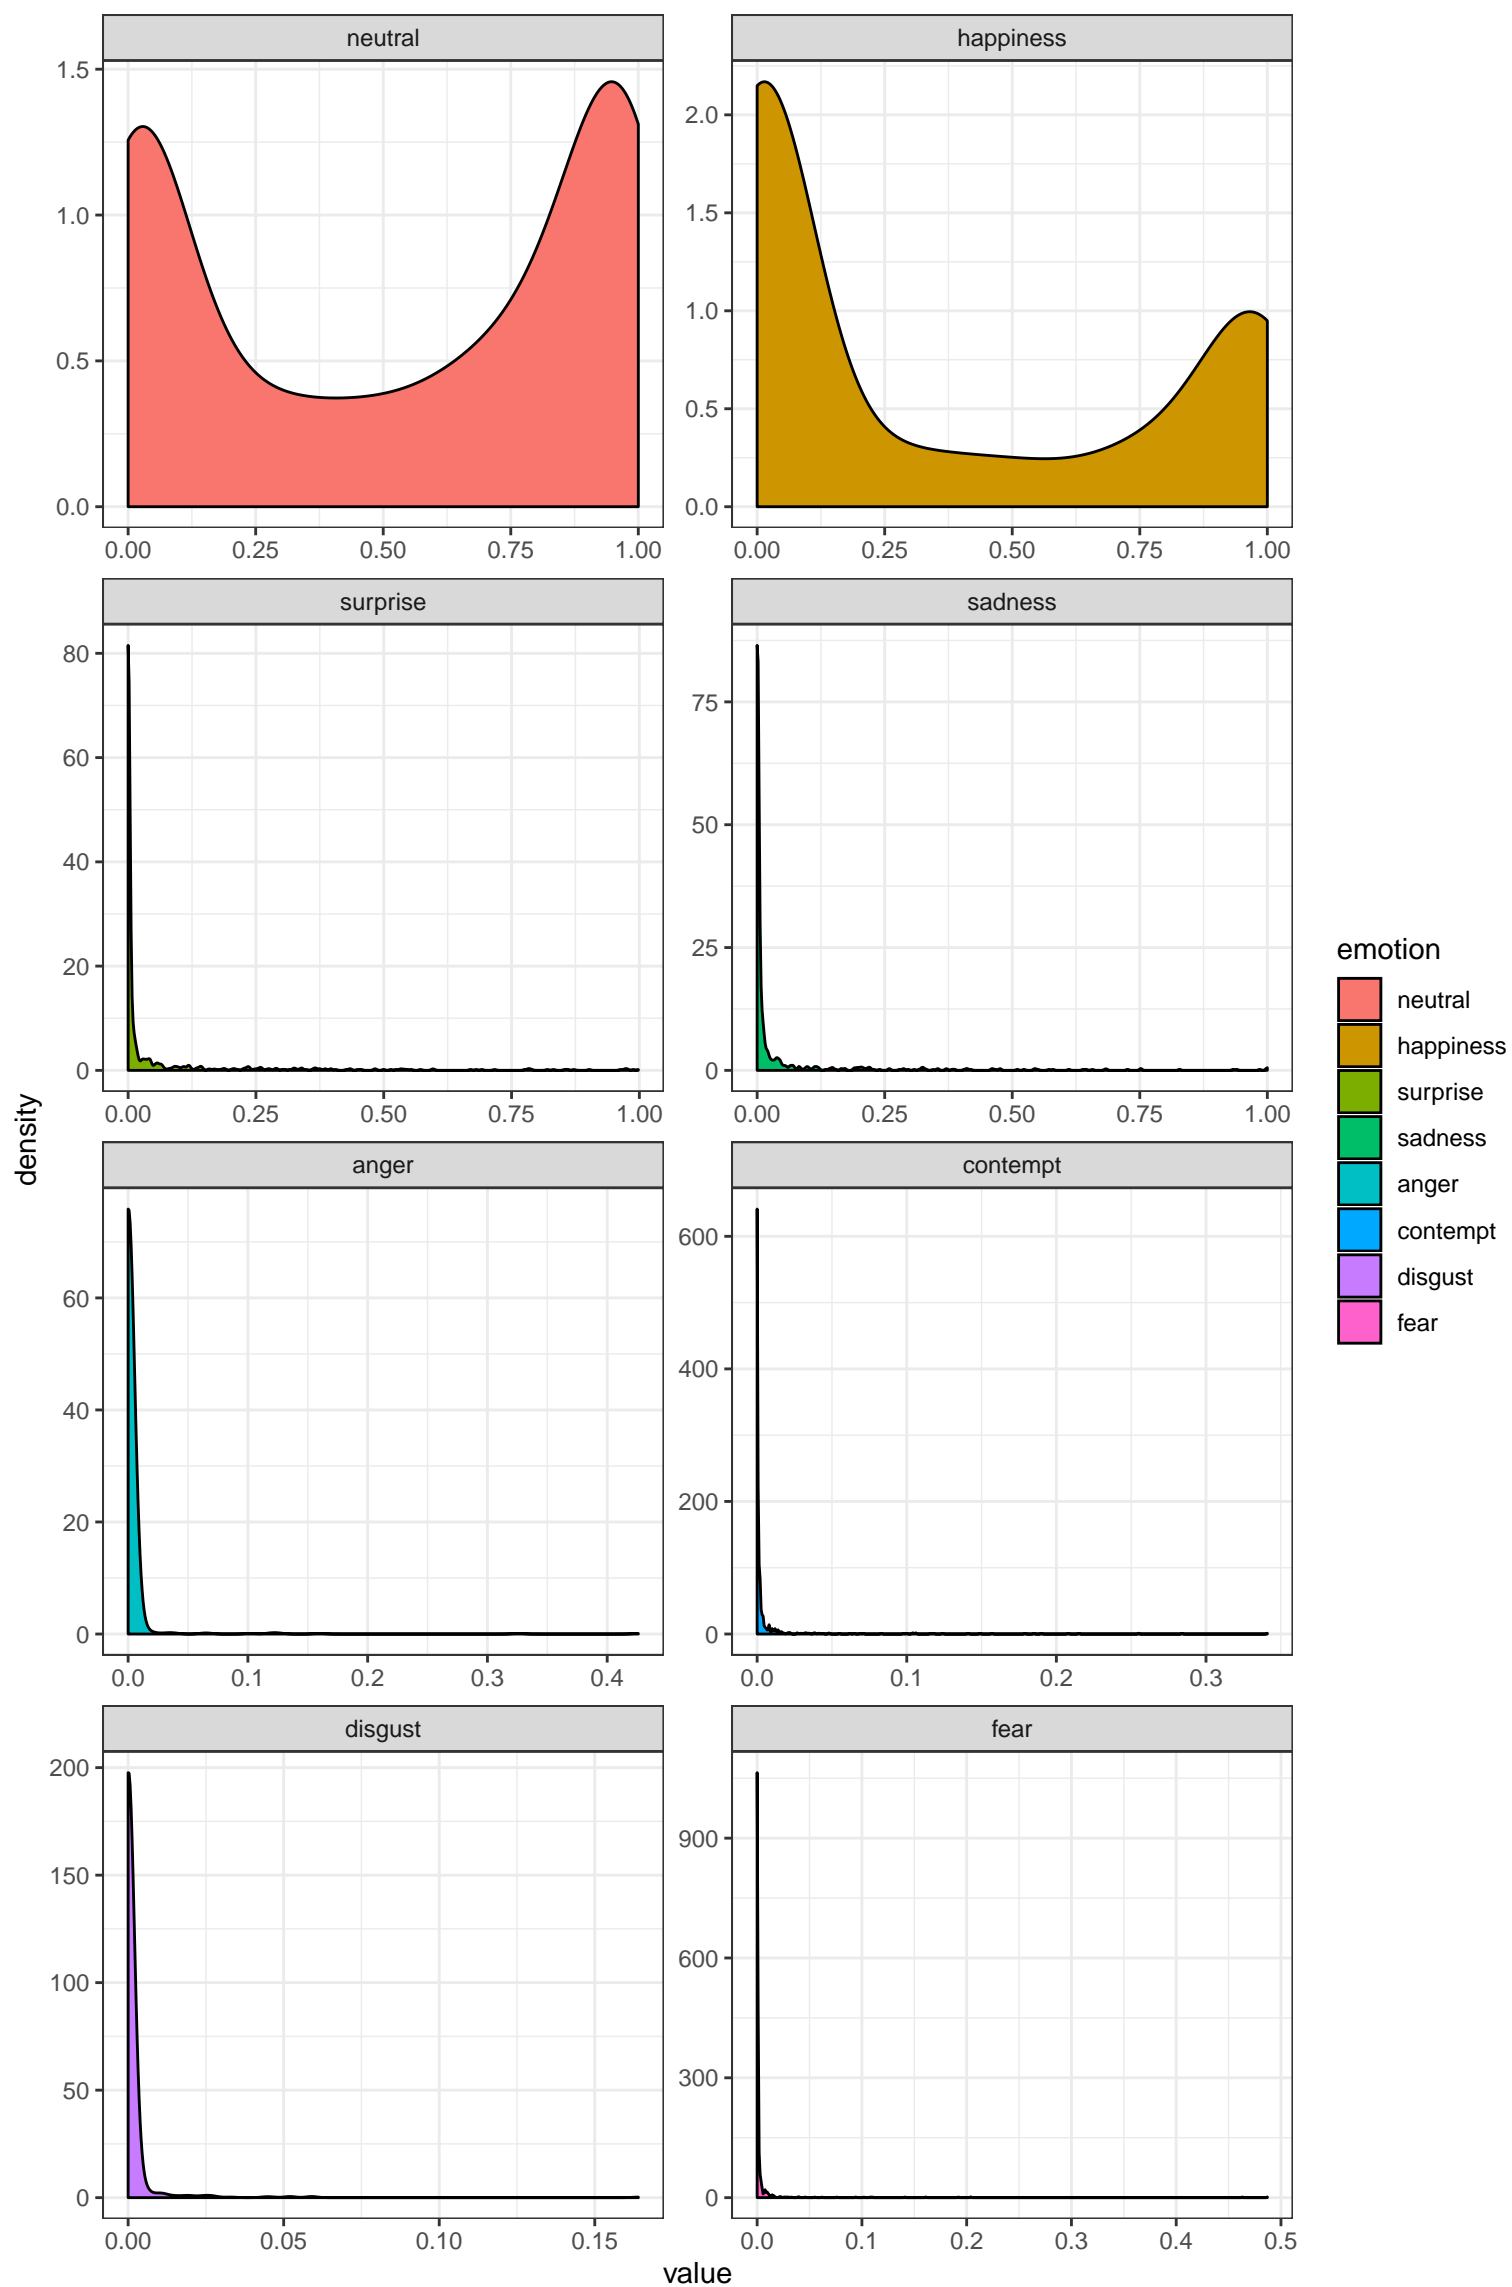 neutral
happiness
1.5
1.0
0.5
0.0
2.0
1.5
1.0
0.5
0.0
0.00 0.25 0.50 0.75 1.00
0.00 0.25 0.50 0.75 1.00
surprise
sadness
80
60
40
20
0
75
50
25
0
0.00 0.25 0.50 0.75 1.00
0.00 0.25 0.50 0.75 1.00
anger
contempt
60
40
20
0
600
400
200
0
0.0 0.1 0.2 0.3 0.4
0.0 0.1 0.2 0.3
disgust
fear
200
150
100
50
0
900
600
300
0
0.00 0.05 0.10 0.15
0.0 0.1 0.2 0.3 0.4 0.5
value
density
emotion
neutral
happiness
surprise
sadness
anger
contempt
disgust
fear